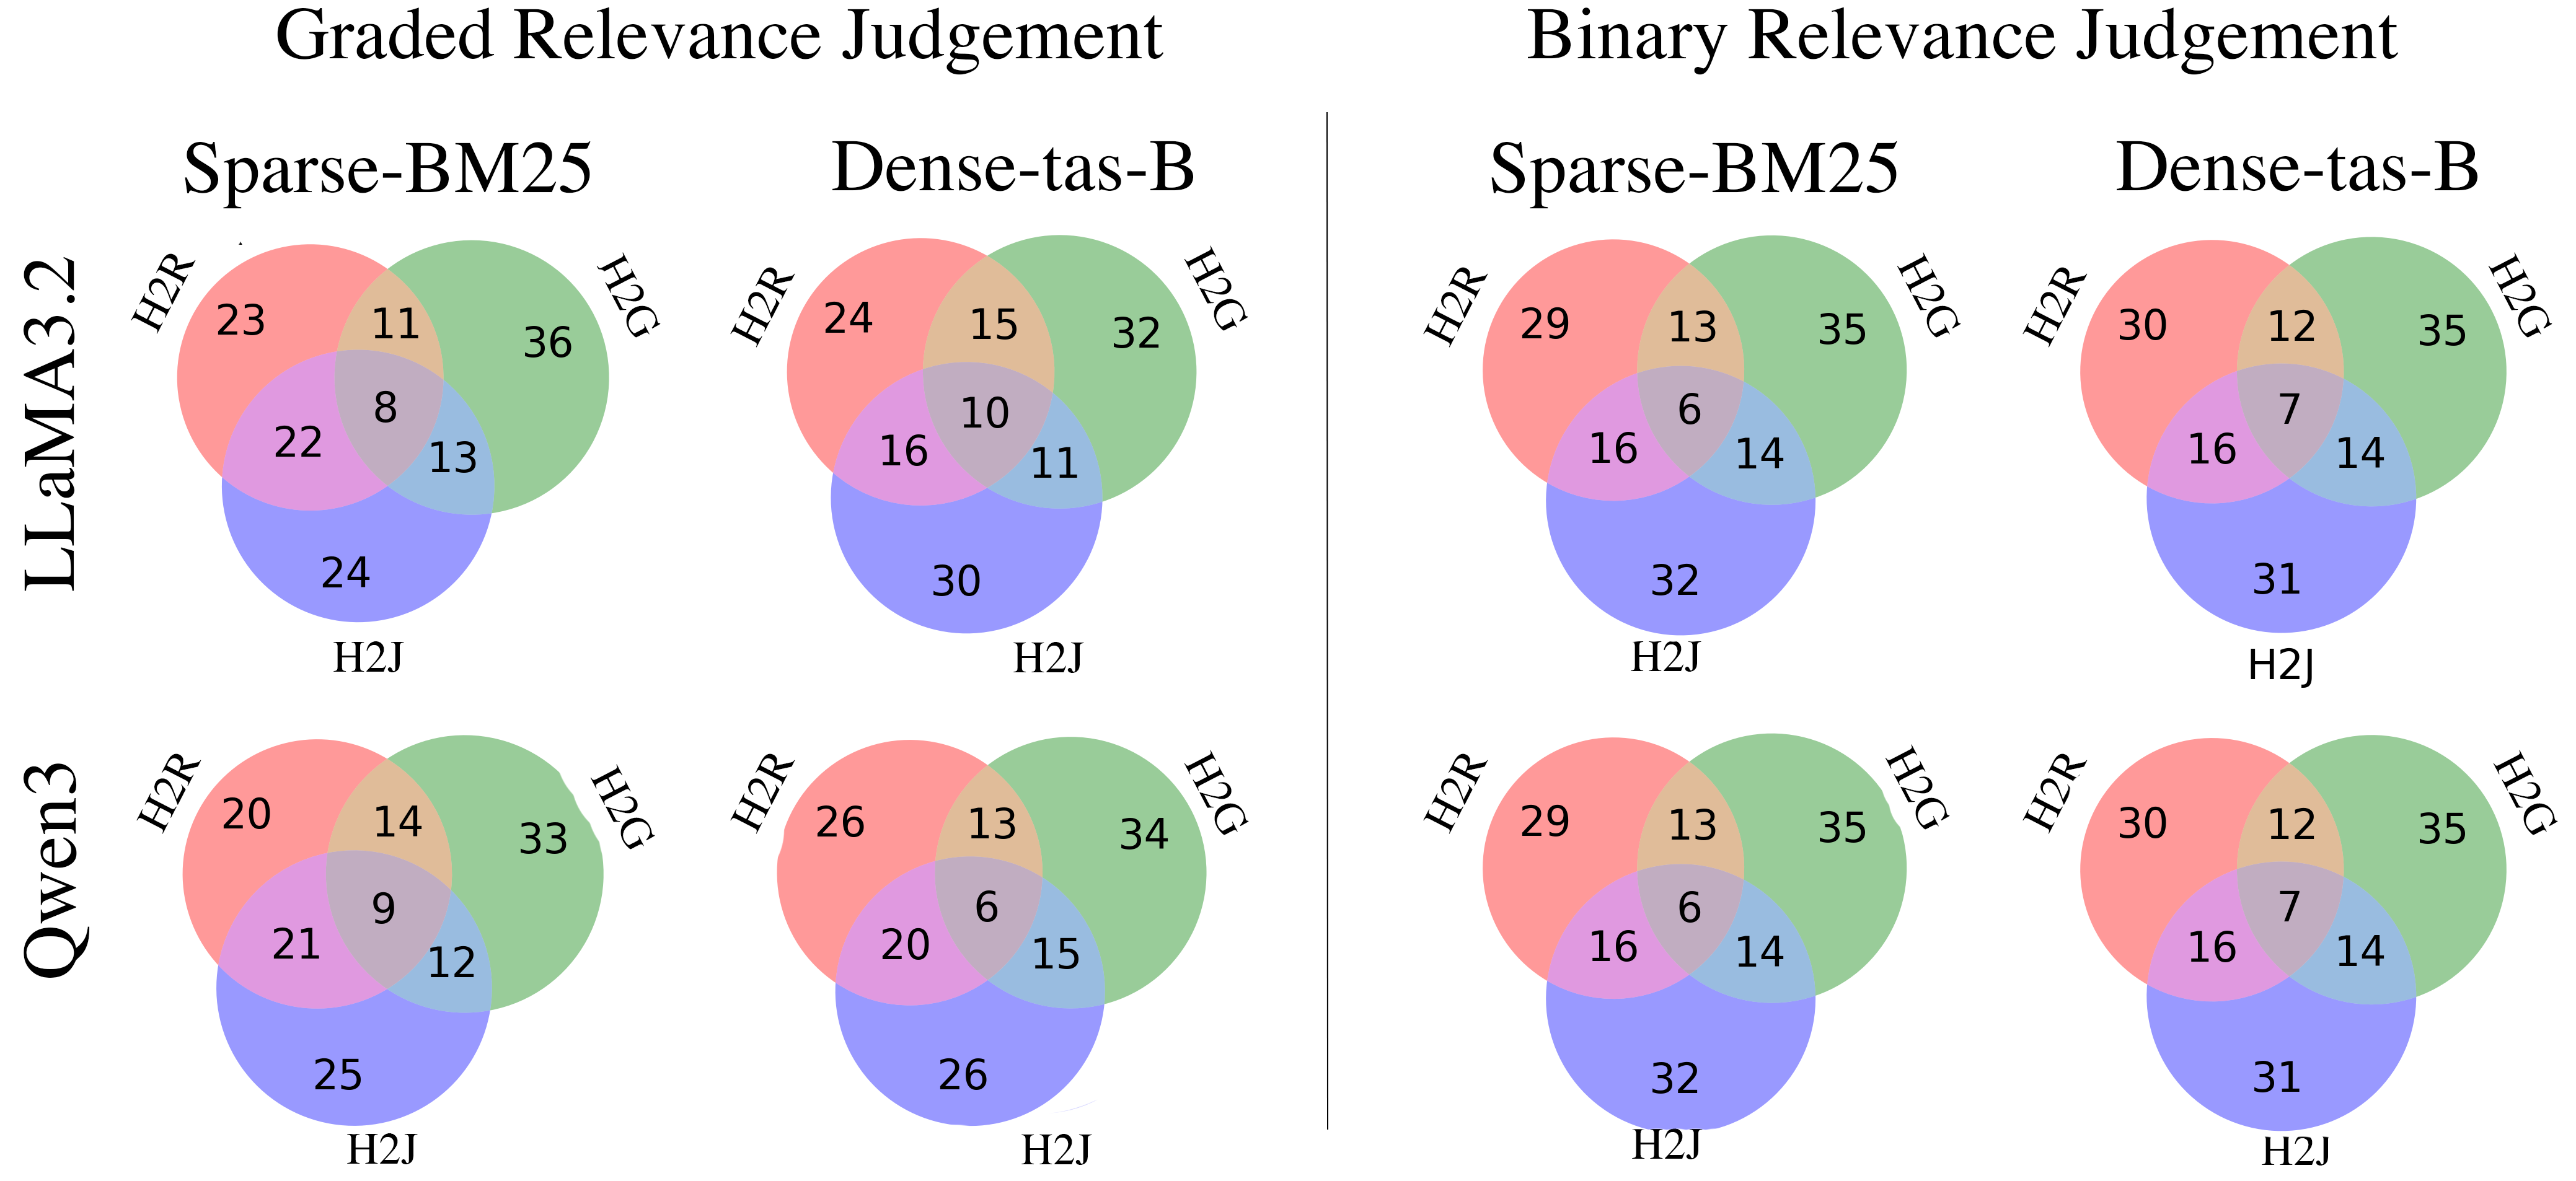 Graded Relevance Judgement
Binary Relevance Judgement
Sparse-BM25
Dense-tas-B
Sparse-BM25
Dense-tas-B
LLaMA3.2
H2R
H2G
23
11
36
8
22
13
24
H2J
H2R
H2G
24
15
32
10
16
11
30
H2J
H2R
H2G
29
13
35
6
16
14
32
H2J
H2R
H2G
30
12
35
7
16
14
31
H2J
Qwen3
H2R
H2G
20
14
33
9
21
12
25
H2J
H2R
H2G
26
13
34
6
20
15
26
H2J
H2R
H2G
29
13
35
6
16
14
32
H2J
H2R
H2G
30
12
35
7
16
14
31
H2J